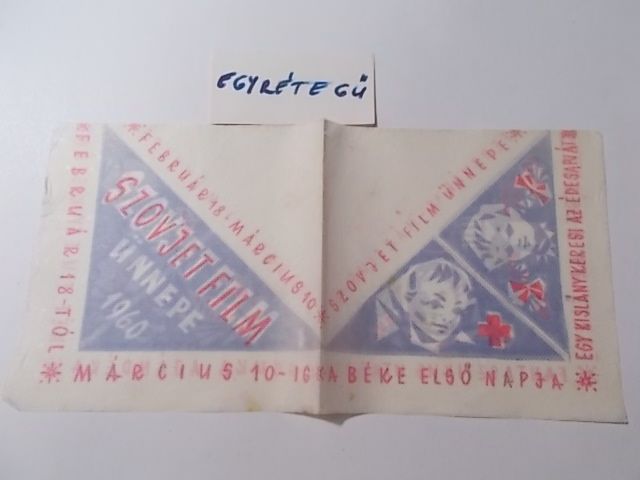 EGYRÉTEGŰ
FEBRUÁR 18-TÓL
FEBRUÁR 18 - MÁRCIUS 10
SZOVJET FILM
ÜNNEPE
1960
SZOVJET FILM ÜNNEPE
EGY KISLÁNY KERESI AZ ÉDESAPJÁT
MÁRCIUS 10-IG A BÉKE ELSŐ NAPJA